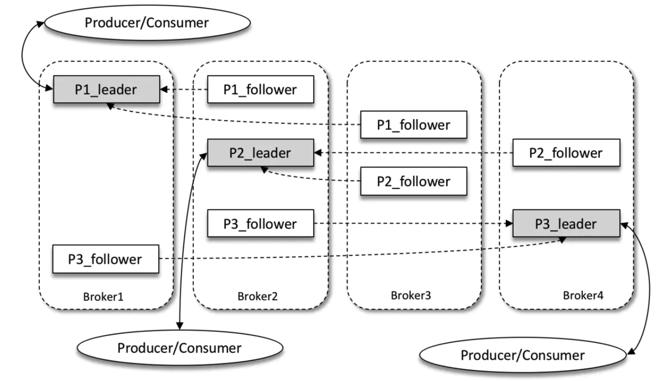 Producer/Consumer
P1_leader
P1_follower
P1_follower
P2_leader
P2_follower
P2_follower
P3_follower
P3_leader
P3_follower
Broker1
Broker2
Broker3
Broker4
Producer/Consumer
Producer/Consumer